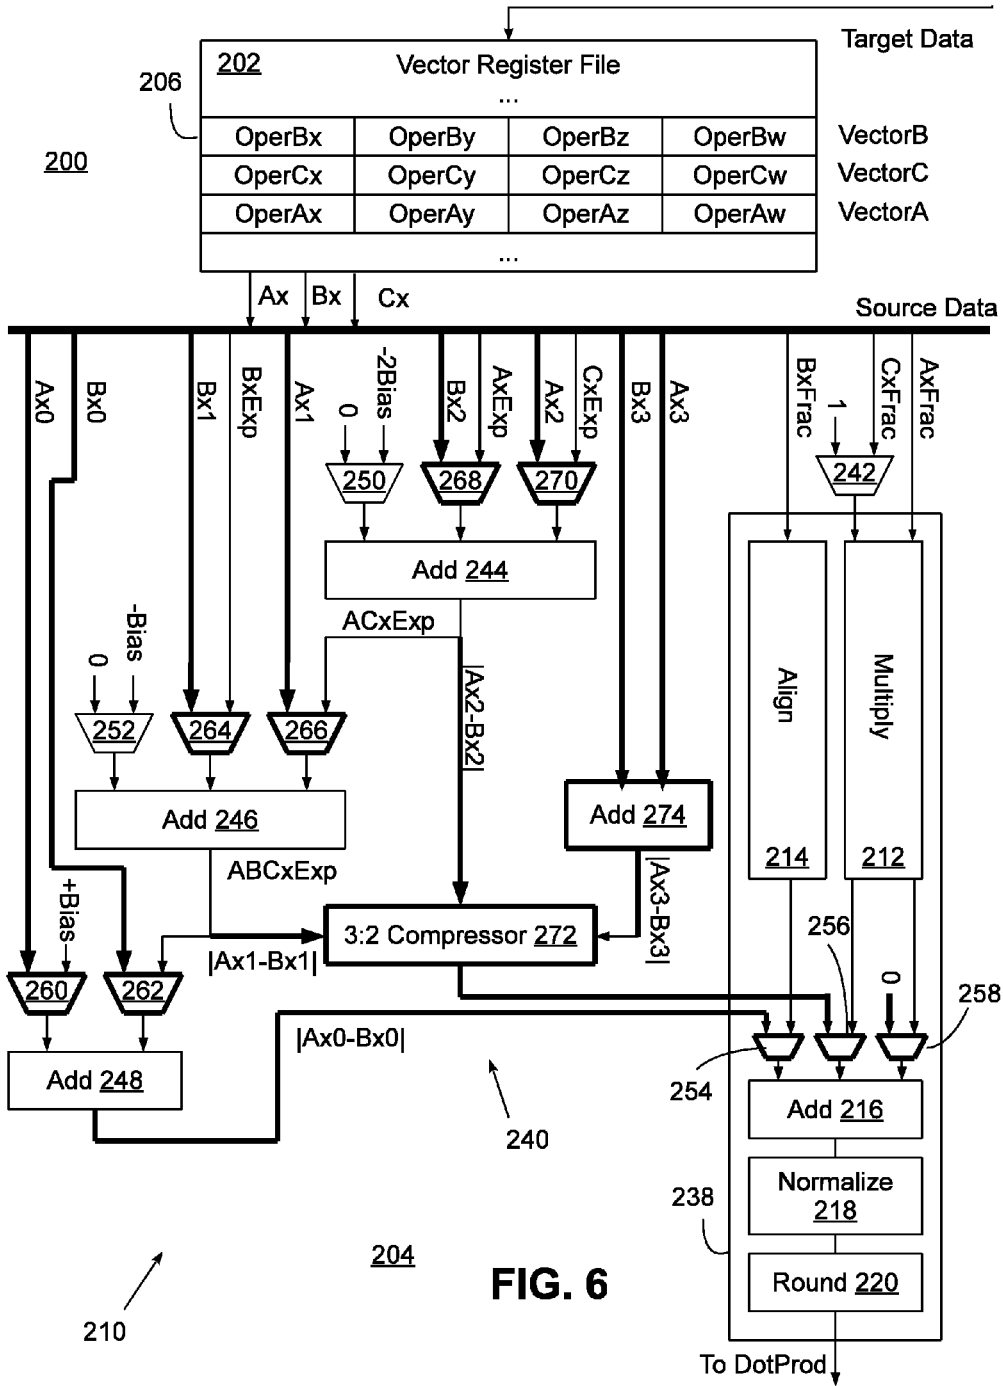 Target Data
202 Vector Register File
...
206
200
OperBx OperBy OperBz OperBw VectorB
OperCx OperCy OperCz OperCw VectorC
OperAx OperAy OperAz OperAw VectorA
...
Ax Bx Cx
Source Data
Ax0
Bx0
Bx1
BxExp
Ax1
0
-2Bias
Bx2
AxExp
Ax2
CxExp
Bx3
Ax3
BxFrac
1
CxFrac
AxFrac
250
268
270
242
Add 244
ACxExp
|Ax2-Bx2|
0
-Bias
252
264
266
Add 246
ABCxExp
Add 274
|Ax3-Bx3|
Align
214
Multiply
212
+Bias
3:2 Compressor 272
|Ax1-Bx1|
256
0
258
260
262
|Ax0-Bx0|
254
Add 248
240
Add 216
Normalize
218
238
Round 220
204
FIG. 6
210
To DotProd